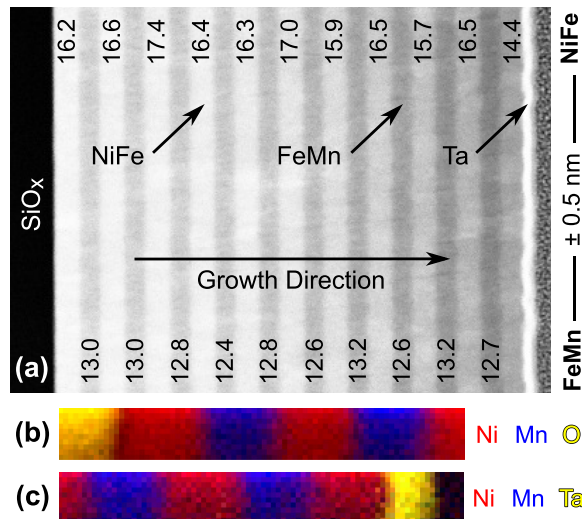 16.2 16.6 17.4 16.4 16.3 17.0 15.9 16.5 15.7 16.5 14.4
NiFe FeMn Ta
SiOx
Growth Direction
13.0 13.0 12.8 12.4 12.8 12.6 13.2 12.6 13.2 12.7
(a)
FeMn ± 0.5 nm NiFe
(b) Ni Mn O
(c) Ni Mn Ta